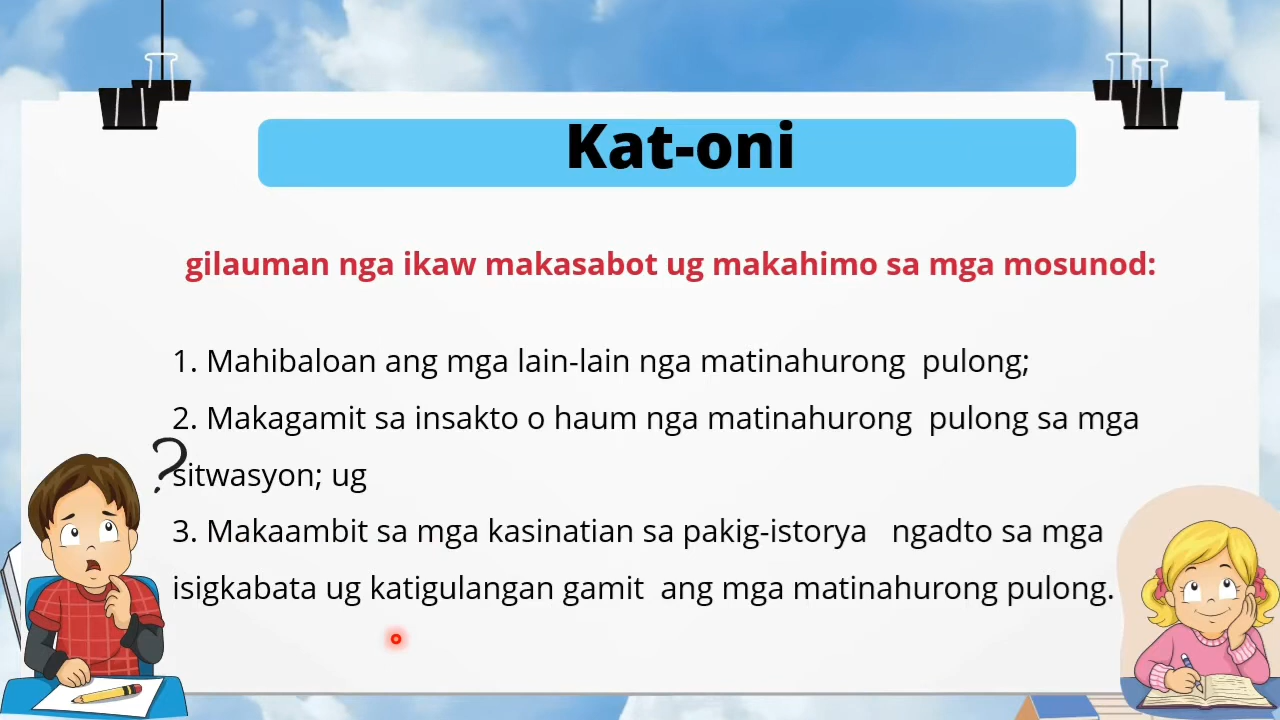 Kat-oni
gilauman nga ikaw makasabot ug makahimo sa mga mosunod:
1. Mahibaloan ang mga lain-lain nga matinahurong pulong;
2. Makagamit sa insakto o haum nga matinahurong pulong sa mga
sitwasyon; ug
3. Makaambit sa mga kasinatian sa pakig-istorya ngadto sa mga
isigkabata ug katigulangan gamit ang mga matinahurong pulong.
?